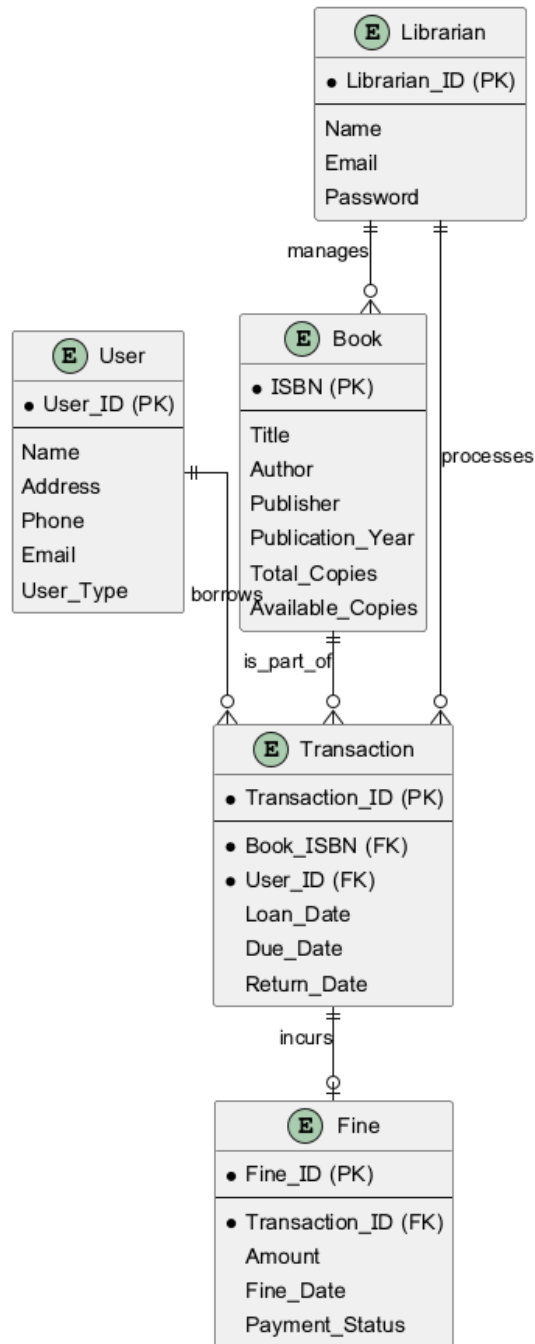 E Librarian
Librarian_ID (PK)
Name
Email
Password
manages
processes
E User
User_ID (PK)
Name
Address
Phone
Email
User_Type
borrows
E Book
ISBN (PK)
Title
Author
Publisher
Publication_Year
Total_Copies
Available_Copies
is_part_of
E Transaction
Transaction_ID (PK)
Book_ISBN (FK)
User_ID (FK)
Loan_Date
Due_Date
Return_Date
incurs
E Fine
Fine_ID (PK)
Transaction_ID (FK)
Amount
Fine_Date
Payment_Status